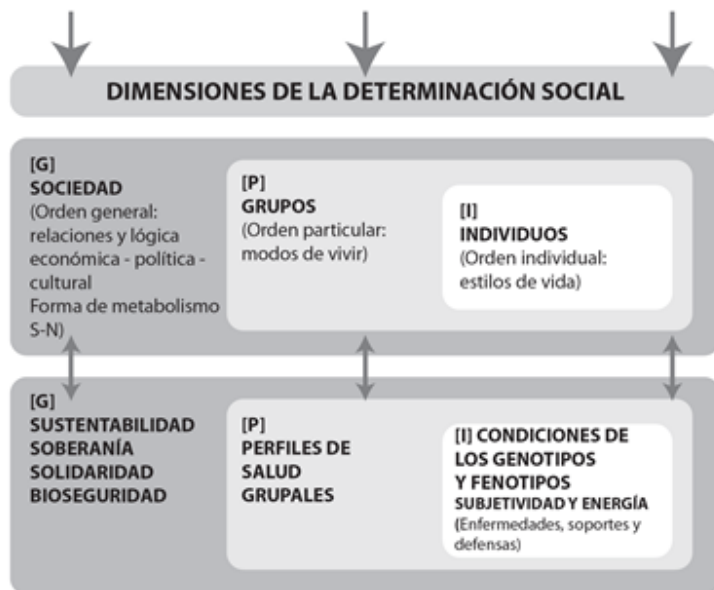 DIMENSIONES DE LA DETERMINACIÓN SOCIAL
[G]
SOCIEDAD
(Orden general:
relaciones y lógica
económica - política -
cultural
Forma de metabolismo
S-N)
[P]
GRUPOS
(Orden particular:
modos de vivir)
[I]
INDIVIDUOS
(Orden individual:
estilos de vida)
[G]
SUSTENTABILIDAD
SOBERANÍA
SOLIDARIDAD
BIOSEGURIDAD
[P]
PERFILES DE
SALUD
GRUPALES
[I] CONDICIONES DE
LOS GENOTIPOS
Y FENOTIPOS
SUBJETIVIDAD Y ENERGÍA
(Enfermedades, soportes y
defensas)